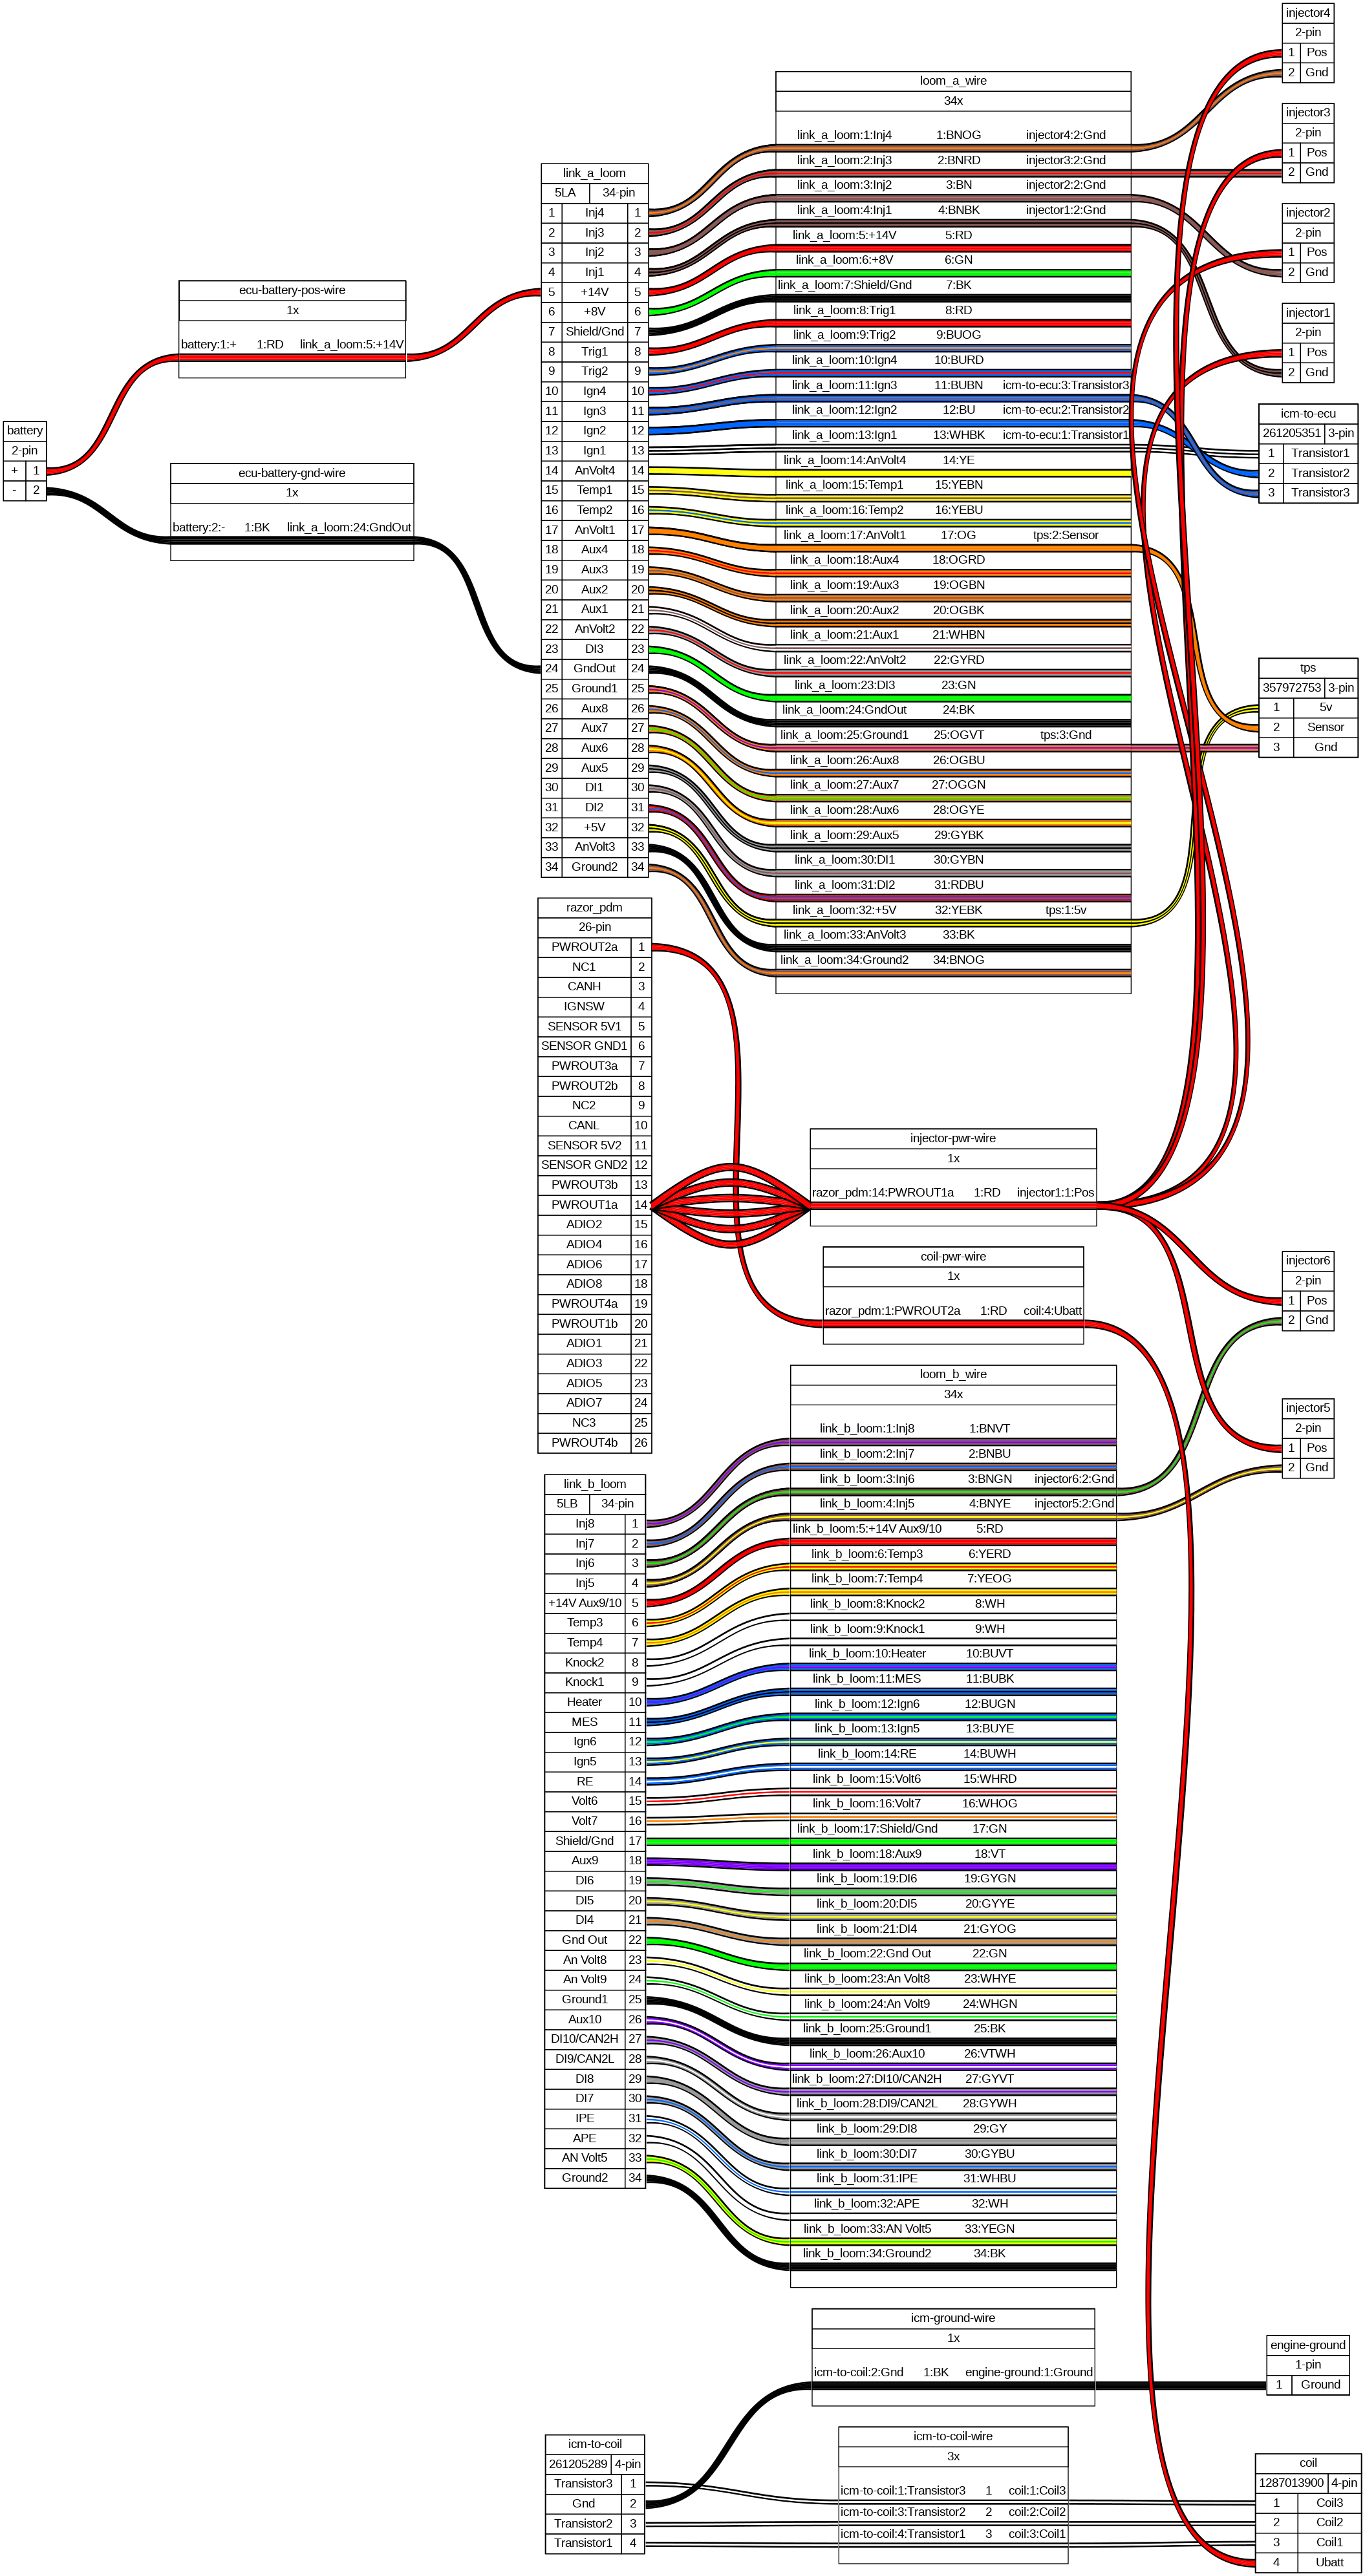 injector4
2-pin
1 Pos
2 Gnd
injector3
2-pin
1 Pos
2 Gnd
injector2
2-pin
1 Pos
2 Gnd
injector1
2-pin
1 Pos
2 Gnd
loom_a_wire
34x
link_a_loom:1:Inj4 1:BNOG injector4:2:Gnd
link_a_loom:2:Inj3 2:BNRD injector3:2:Gnd
link_a_loom:3:Inj2 3:BN injector2:2:Gnd
link_a_loom:4:Inj1 4:BNBK injector1:2:Gnd
link_a_loom:5:+14V 5:RD
link_a_loom:6:+8V 6:GN
link_a_loom:7:Shield/Gnd 7:BK
link_a_loom:8:Trig1 8:RD
link_a_loom:9:Trig2 9:BUOG
link_a_loom:10:Ign4 10:BURD
link_a_loom:11:Ign3 11:BUBN icm-to-ecu:3:Transistor3
link_a_loom:12:Ign2 12:BU icm-to-ecu:2:Transistor2
link_a_loom:13:Ign1 13:WHBK icm-to-ecu:1:Transistor1
link_a_loom:14:AnVolt4 14:YE
link_a_loom:15:Temp1 15:YEBN
link_a_loom:16:Temp2 16:YEBU
link_a_loom:17:AnVolt1 17:OG tps:2:Sensor
link_a_loom:18:Aux4 18:OGRD
link_a_loom:19:Aux3 19:OGBN
link_a_loom:20:Aux2 20:OGBK
link_a_loom:21:Aux1 21:WHBN
link_a_loom:22:AnVolt2 22:GYRD
link_a_loom:23:DI3 23:GN
link_a_loom:24:GndOut 24:BK
link_a_loom:25:Ground1 25:OGVT tps:3:Gnd
link_a_loom:26:Aux8 26:OGBU
link_a_loom:27:Aux7 27:OGGN
link_a_loom:28:Aux6 28:OGYE
link_a_loom:29:Aux5 29:GYBK
link_a_loom:30:DI1 30:GYBN
link_a_loom:31:DI2 31:RDBU
link_a_loom:32:+5V 32:YEBK tps:1:5v
link_a_loom:33:AnVolt3 33:BK
link_a_loom:34:Ground2 34:BNOG
link_a_loom
5LA 34-pin
1 Inj4 1
2 Inj3 2
3 Inj2 3
4 Inj1 4
5 +14V 5
6 +8V 6
7 Shield/Gnd 7
8 Trig1 8
9 Trig2 9
10 Ign4 10
11 Ign3 11
12 Ign2 12
13 Ign1 13
14 AnVolt4 14
15 Temp1 15
16 Temp2 16
17 AnVolt1 17
18 Aux4 18
19 Aux3 19
20 Aux2 20
21 Aux1 21
22 AnVolt2 22
23 DI3 23
24 GndOut 24
25 Ground1 25
26 Aux8 26
27 Aux7 27
28 Aux6 28
29 Aux5 29
30 DI1 30
31 DI2 31
32 +5V 32
33 AnVolt3 33
34 Ground2 34
ecu-battery-pos-wire
1x
battery:1:+ 1:RD link_a_loom:5:+14V
battery
2-pin
+ 1
- 2
ecu-battery-gnd-wire
1x
battery:2:- 1:BK link_a_loom:24:GndOut
icm-to-ecu
261205351 3-pin
1 Transistor1
2 Transistor2
3 Transistor3
tps
357972753 3-pin
1 5v
2 Sensor
3 Gnd
razor_pdm
26-pin
PWROUT2a 1
NC1 2
CANH 3
IGNSW 4
SENSOR 5V1 5
SENSOR GND1 6
PWROUT3a 7
PWROUT2b 8
NC2 9
CANL 10
SENSOR 5V2 11
SENSOR GND2 12
PWROUT3b 13
PWROUT1a 14
ADIO2 15
ADIO4 16
ADIO6 17
ADIO8 18
PWROUT4a 19
PWROUT1b 20
ADIO1 21
ADIO3 22
ADIO5 23
ADIO7 24
NC3 25
PWROUT4b 26
injector-pwr-wire
1x
razor_pdm:14:PWROUT1a 1:RD injector1:1:Pos
coil-pwr-wire
1x
razor_pdm:1:PWROUT2a 1:RD coil:4:Ubatt
injector6
2-pin
1 Pos
2 Gnd
injector5
2-pin
1 Pos
2 Gnd
loom_b_wire
34x
link_b_loom:1:Inj8 1:BNVT
link_b_loom:2:Inj7 2:BNBU
link_b_loom:3:Inj6 3:BNGN injector6:2:Gnd
link_b_loom:4:Inj5 4:BNYE injector5:2:Gnd
link_b_loom:5:+14V Aux9/10 5:RD
link_b_loom:6:Temp3 6:YERD
link_b_loom:7:Temp4 7:YEOG
link_b_loom:8:Knock2 8:WH
link_b_loom:9:Knock1 9:WH
link_b_loom:10:Heater 10:BUVT
link_b_loom:11:MES 11:BUBK
link_b_loom:12:Ign6 12:BUGN
link_b_loom:13:Ign5 13:BUYE
link_b_loom:14:RE 14:BUWH
link_b_loom:15:Volt6 15:WHRD
link_b_loom:16:Volt7 16:WHOG
link_b_loom:17:Shield/Gnd 17:GN
link_b_loom:18:Aux9 18:VT
link_b_loom:19:DI6 19:GYGN
link_b_loom:20:DI5 20:GYYE
link_b_loom:21:DI4 21:GYOG
link_b_loom:22:Gnd Out 22:GN
link_b_loom:23:An Volt8 23:WHYE
link_b_loom:24:An Volt9 24:WHGN
link_b_loom:25:Ground1 25:BK
link_b_loom:26:Aux10 26:VTWH
link_b_loom:27:DI10/CAN2H 27:GYVT
link_b_loom:28:DI9/CAN2L 28:GYWH
link_b_loom:29:DI8 29:GY
link_b_loom:30:DI7 30:GYBU
link_b_loom:31:IPE 31:WHBU
link_b_loom:32:APE 32:WH
link_b_loom:33:AN Volt5 33:YEGN
link_b_loom:34:Ground2 34:BK
link_b_loom
5LB 34-pin
Inj8 1
Inj7 2
Inj6 3
Inj5 4
+14V Aux9/10 5
Temp3 6
Temp4 7
Knock2 8
Knock1 9
Heater 10
MES 11
Ign6 12
Ign5 13
RE 14
Volt6 15
Volt7 16
Shield/Gnd 17
Aux9 18
DI6 19
DI5 20
DI4 21
Gnd Out 22
An Volt8 23
An Volt9 24
Ground1 25
Aux10 26
DI10/CAN2H 27
DI9/CAN2L 28
DI8 29
DI7 30
IPE 31
APE 32
AN Volt5 33
Ground2 34
icm-ground-wire
1x
icm-to-coil:2:Gnd 1:BK engine-ground:1:Ground
engine-ground
1-pin
1 Ground
icm-to-coil
261205289 4-pin
Transistor3 1
Gnd 2
Transistor2 3
Transistor1 4
icm-to-coil-wire
3x
icm-to-coil:1:Transistor3 1 coil:1:Coil3
icm-to-coil:3:Transistor2 2 coil:2:Coil2
icm-to-coil:4:Transistor1 3 coil:3:Coil1
coil
1287013900 4-pin
1 Coil3
2 Coil2
3 Coil1
4 Ubatt